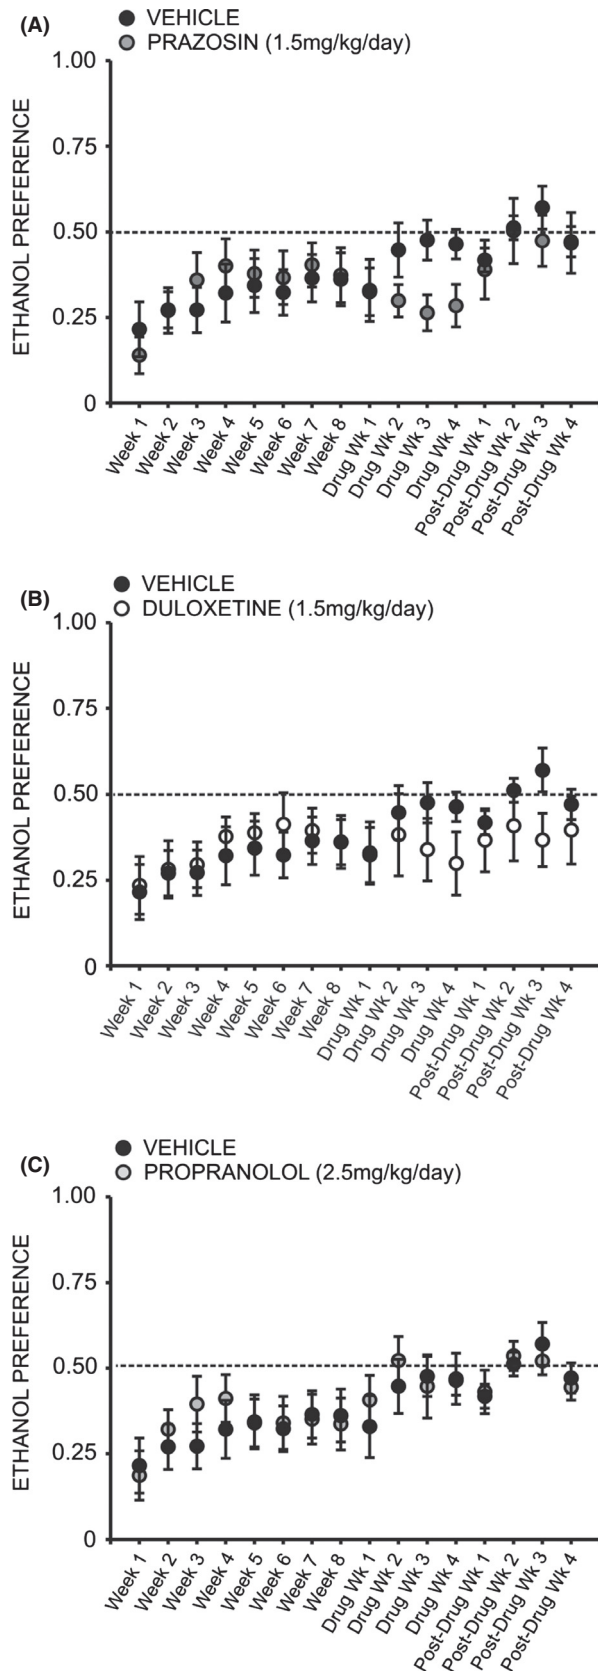 (A)
VEHICLE
PRAZOSIN (1.5mg/kg/day)
1.00
0.75
0.50
0.25
0
ETHANOL PREFERENCE
Week 1
Week 2
Week 3
Week 4
Week 5
Week 6
Week 7
Week 8
Drug Wk 1
Drug Wk 2
Drug Wk 3
Drug Wk 4
Post-Drug Wk 1
Post-Drug Wk 2
Post-Drug Wk 3
Post-Drug Wk 4
(B)
VEHICLE
DULOXETINE (1.5mg/kg/day)
1.00
0.75
0.50
0.25
0
ETHANOL PREFERENCE
Week 1
Week 2
Week 3
Week 4
Week 5
Week 6
Week 7
Week 8
Drug Wk 1
Drug Wk 2
Drug Wk 3
Drug Wk 4
Post-Drug Wk 1
Post-Drug Wk 2
Post-Drug Wk 3
Post-Drug Wk 4
(C)
VEHICLE
PROPRANOLOL (2.5mg/kg/day)
1.00
0.75
0.50
0.25
0
ETHANOL PREFERENCE
Week 1
Week 2
Week 3
Week 4
Week 5
Week 6
Week 7
Week 8
Drug Wk 1
Drug Wk 2
Drug Wk 3
Drug Wk 4
Post-Drug Wk 1
Post-Drug Wk 2
Post-Drug Wk 3
Post-Drug Wk 4